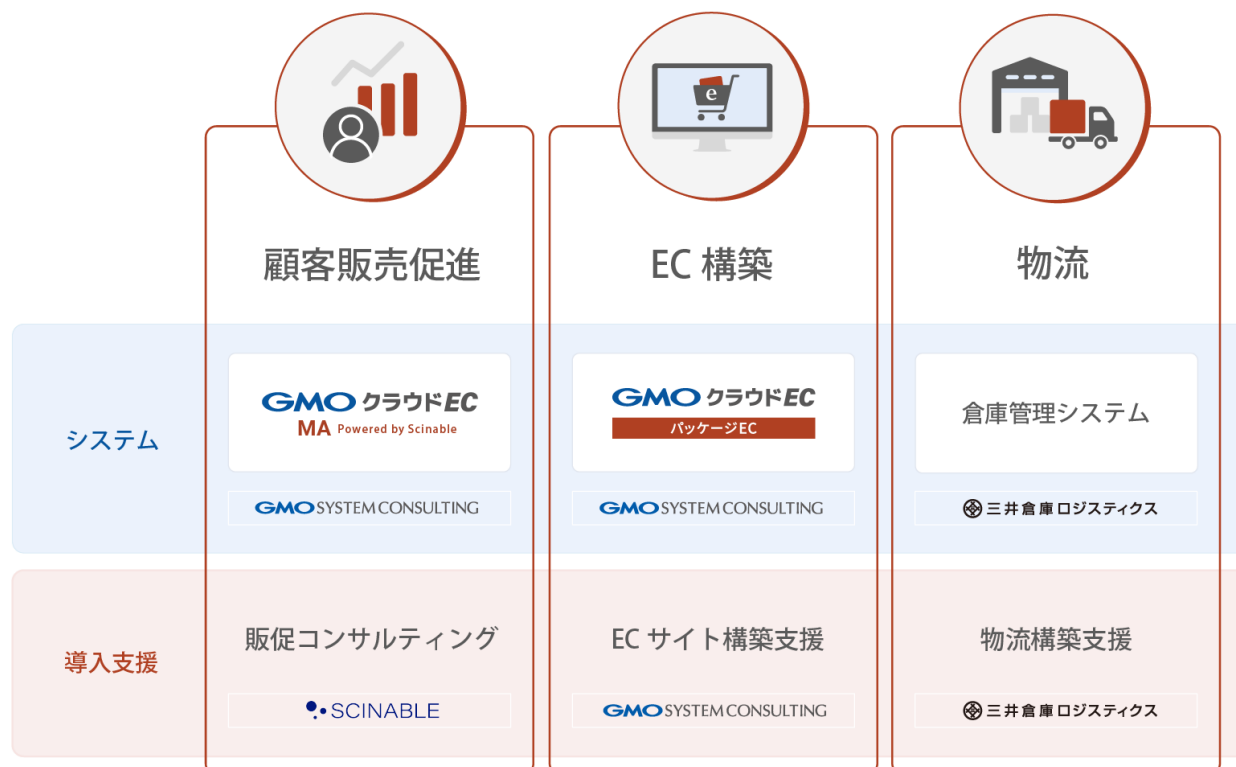 e
顧客販売促進
EC 構築
物流
システム
GMO クラウドEC
MA Powered by Scinable
GMO クラウドEC
パッケージEC
倉庫管理システム
GMO SYSTEM CONSULTING
GMO SYSTEM CONSULTING
三井倉庫ロジスティクス
導入支援
販促コンサルティング
EC サイト構築支援
物流構築支援
SCINABLE
GMO SYSTEM CONSULTING
三井倉庫ロジスティクス